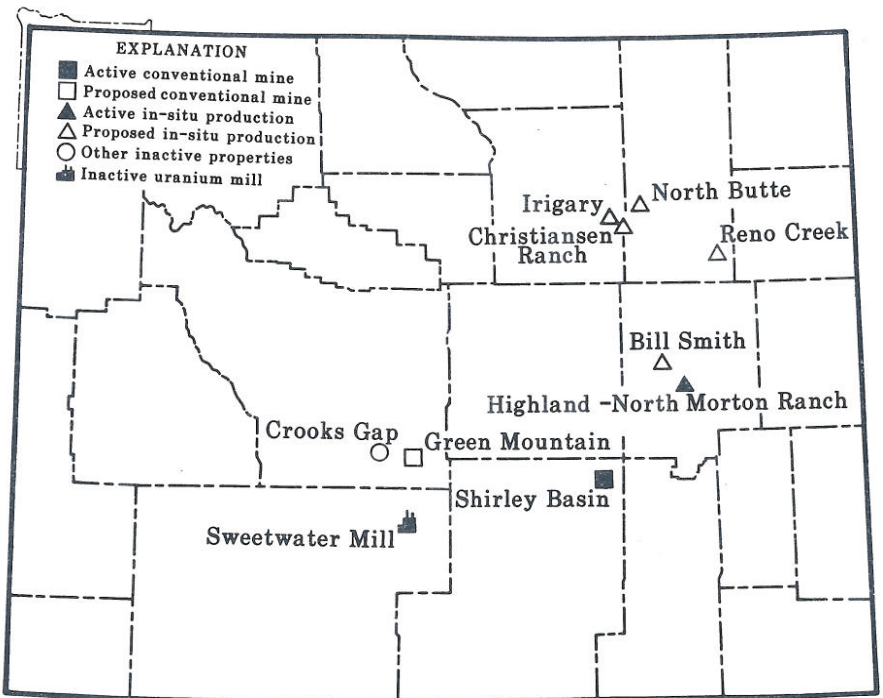 EXPLANATION
Active conventional mine
Proposed conventional mine
Active in-situ production
Proposed in-situ production
Other inactive properties
Inactive uranium mill
North Butte
Irigary
Christiansen
Ranch
Reno Creek
Bill Smith
Highland -North Morton Ranch
Crooks Gap
Green Mountain
Shirley Basin
Sweetwater Mill